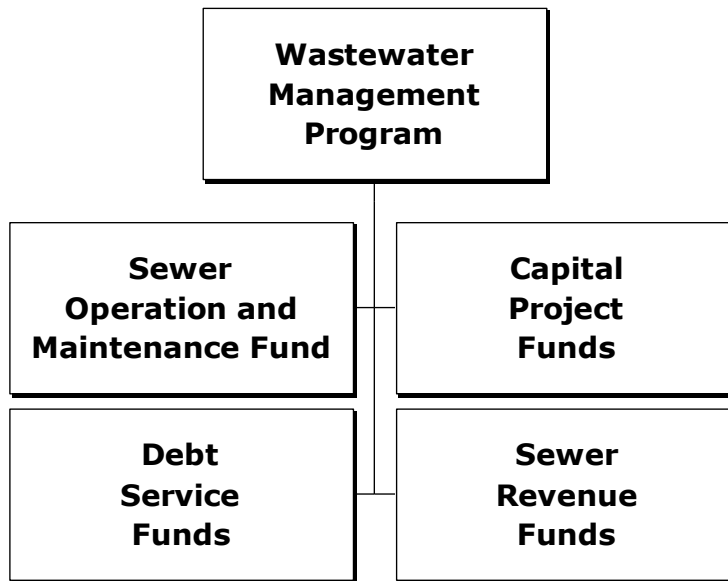 Wastewater
Management
Program
Sewer
Operation and
Maintenance Fund
Capital
Project
Funds
Debt
Service
Funds
Sewer
Revenue
Funds